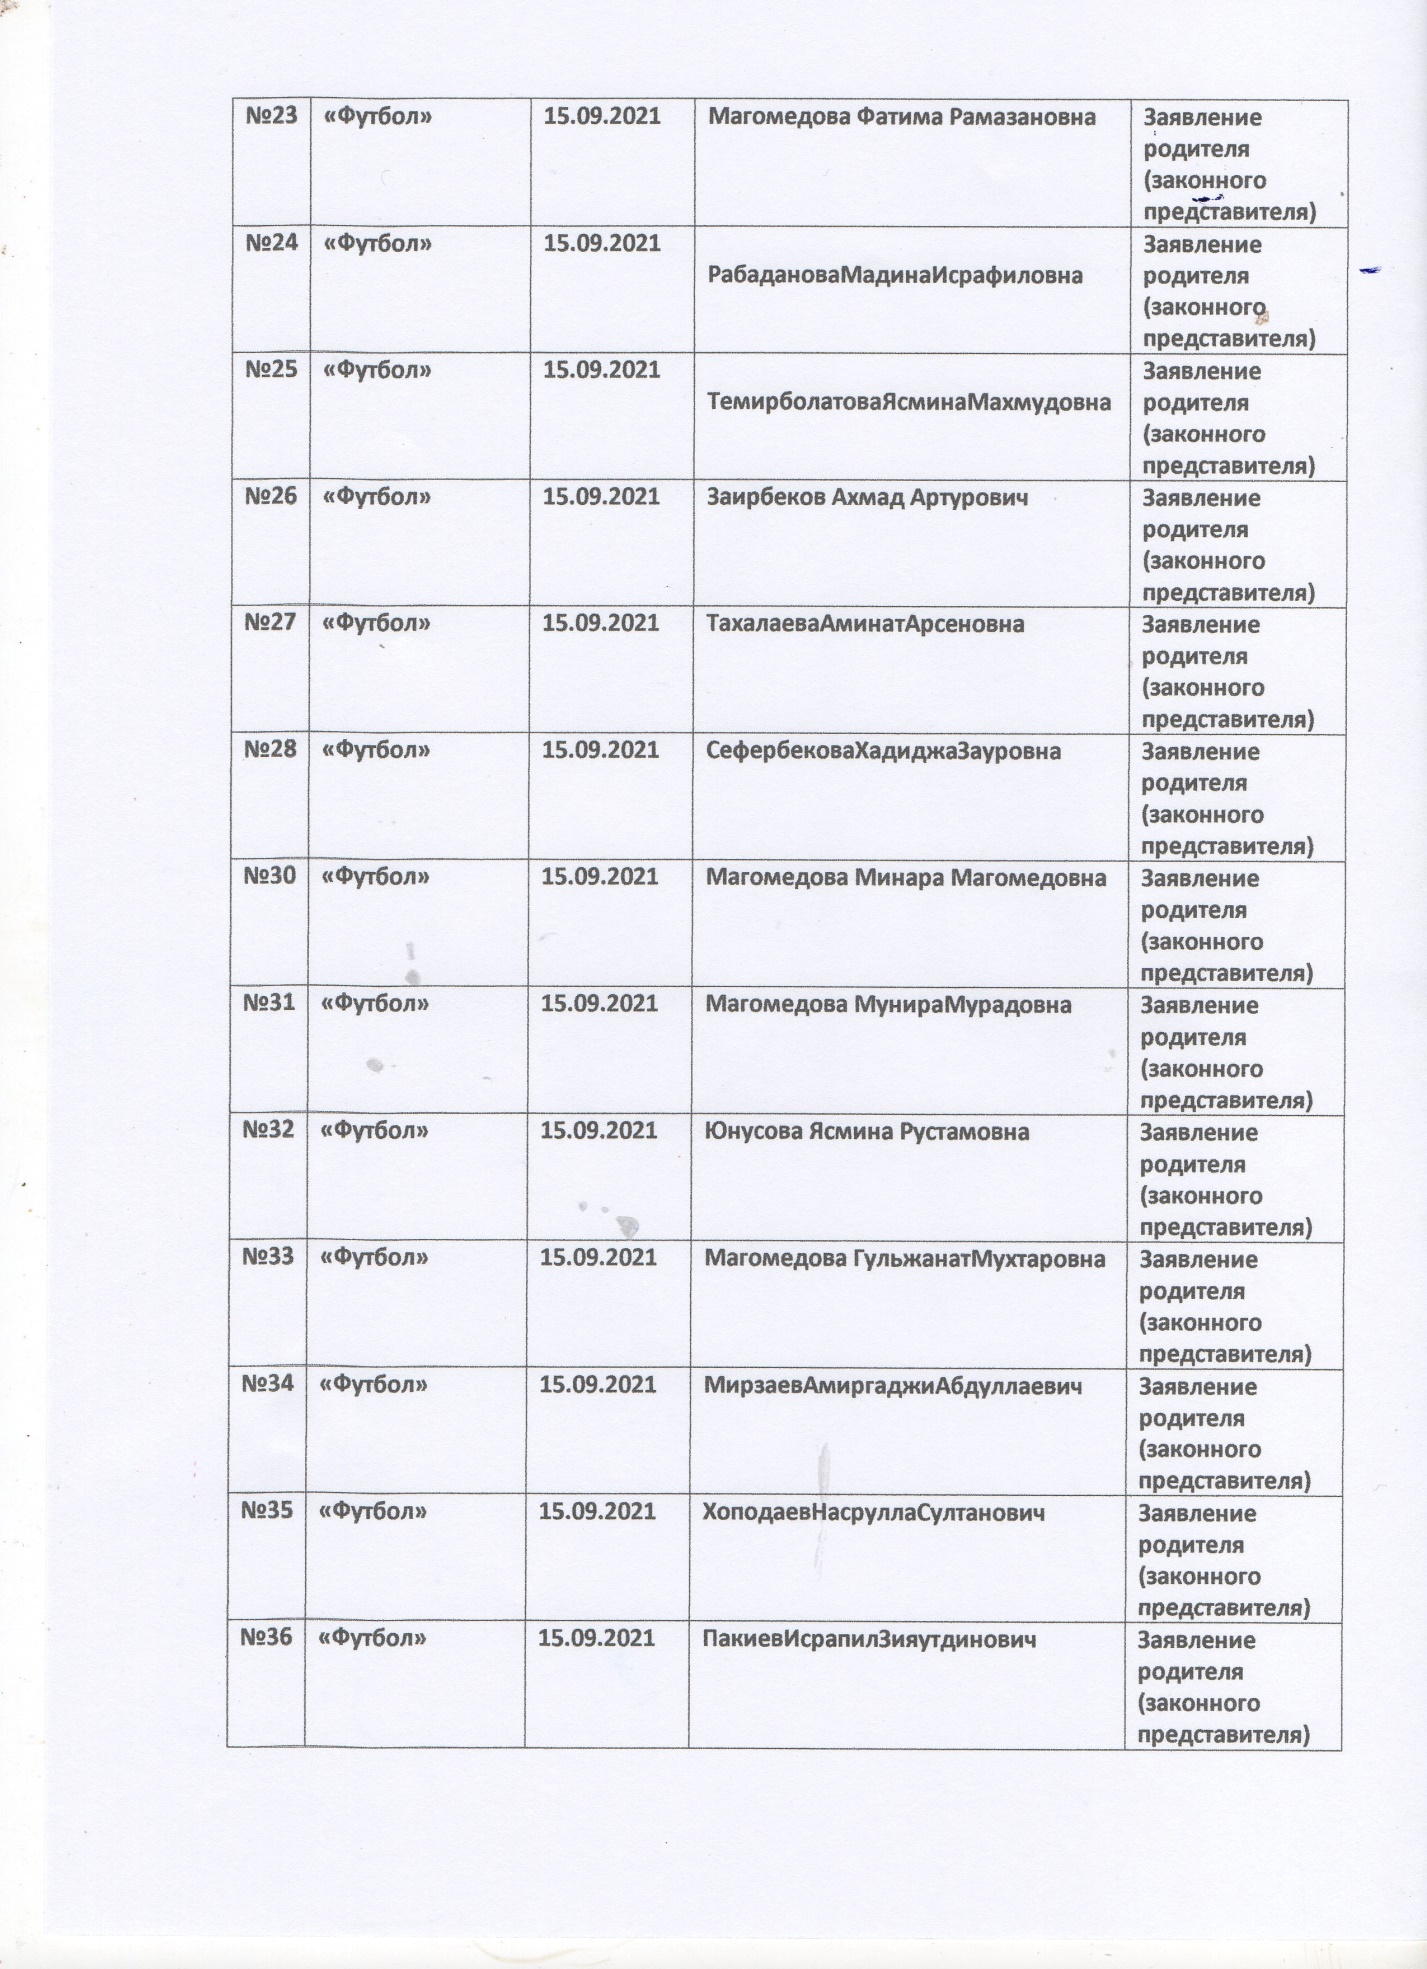 №23 «Футбол» 15.09.2021 Магомедова Фатима Рамазановна Заявление
родителя
(законного
представителя)
№24 «Футбол» 15.09.2021 Заявление
РабадановаМадинаИсрафиловна родителя
(законного
представителя)
№25 «Футбол» 15.09.2021 Заявление
ТемирболатоваЯсминаМахмудовна родителя
(законного
представителя)
№26 «Футбол» 15.09.2021 Заирбеков Ахмад Артурович Заявление
родителя
(законного
представителя)
№27 «Футбол» 15.09.2021 ТахалаеваАминатАрсеновна Заявление
родителя
(законного
представителя)
№28 «Футбол» 15.09.2021 СефербековаХадиджаЗауровна Заявление
родителя
(законного
представителя)
№30 «Футбол» 15.09.2021 Магомедова Минара Магомедовна Заявление
родителя
(законного
представителя)
№31 «Футбол» 15.09.2021 Магомедова МунираМурадовна Заявление
родителя
(законного
представителя)
№32 «Футбол» 15.09.2021 Юнусова Ясмина Рустамовна Заявление
родителя
(законного
представителя)
№33 «Футбол» 15.09.2021 Магомедова ГульжанатМухтаровна Заявление
родителя
(законного
представителя)
№34 «Футбол» 15.09.2021 МирзаевАмиргаджиАбдуллаевич Заявление
родителя
(законного
представителя)
№35 «Футбол» 15.09.2021 ХоподаевНасруллаСултанович Заявление
родителя
(законного
представителя)
№36 «Футбол» 15.09.2021 ПакиевИсрапилЗияутдинович Заявление
родителя
(законного
представителя)